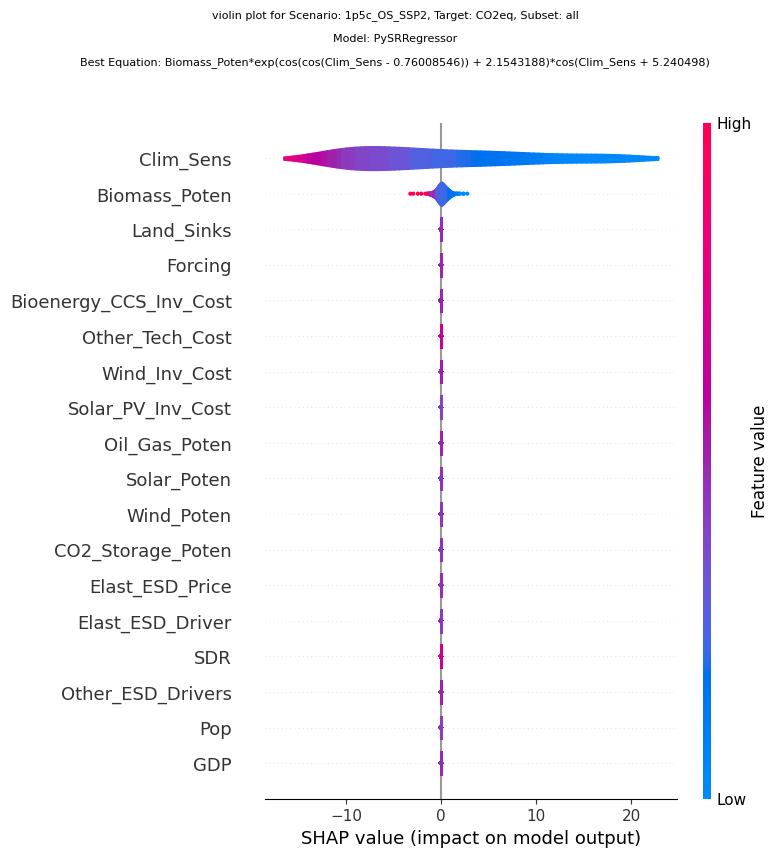 violin plot for Scenario: 1p5c_OS_SSP2, Target: CO2eq, Subset: all
Model: PySRRegressor
Best Equation: Biomass_Poten*exp(cos(cos(Clim_Sens - 0.76008546)) + 2.1543188)*cos(Clim_Sens + 5.240498)
High
Clim_Sens
Biomass_Poten
Land_Sinks
Forcing
Bioenergy_CCS_Inv_Cost
Other_Tech_Cost
Wind_Inv_Cost
Solar_PV_Inv_Cost
Oil_Gas_Poten
Solar_Poten
Wind_Poten
CO2_Storage_Poten
Elast_ESD_Price
Elast_ESD_Driver
SDR
Other_ESD_Drivers
Pop
GDP
Feature value
Low
−10 0 10 20
SHAP value (impact on model output)